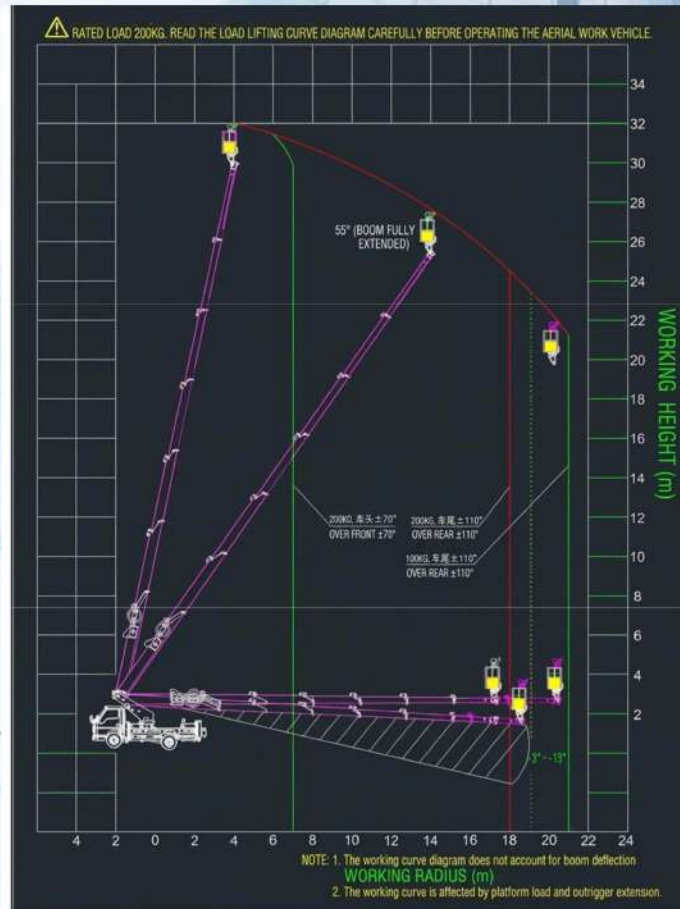 RATED LOAD 200KG. READ THE LOAD LIFTING CURVE DIAGRAM CAREFULLY BEFORE OPERATING THE AERIAL WORK VEHICLE.
34
32
30
28
55° (BOOM FULLY
EXTENDED)
26
24
22
20
18
16
14
12
10
8
6
4
2
WORKING HEIGHT (m)
200KG, 车头±70°
OVER FRONT ±70°
200KG, 车尾±110°
OVER REAR ±110°
100KG, 车尾±110°
OVER REAR ±110°
-3°~-13°
4 2 0 2 4 6 8 10 12 14 16 18 20 22 24
NOTE: 1. The working curve diagram does not account for boom deflection
WORKING RADIUS (m)
2. The working curve is affected by platform load and outrigger extension.